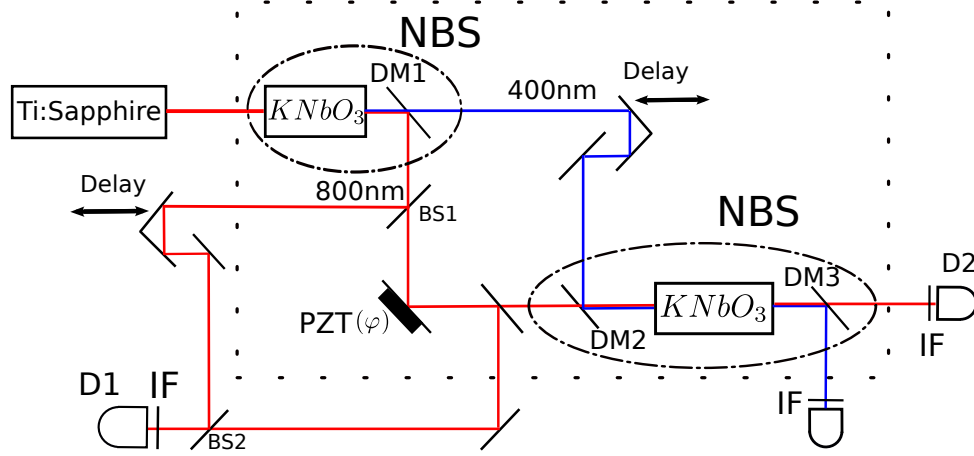 NBS
DM1
400nm
Delay
Ti:Sapphire
KNbO₃
Delay
800nm
BS1
NBS
D2
DM3
PZT(φ)
KNbO₃
DM2
IF
D1
IF
IF
BS2